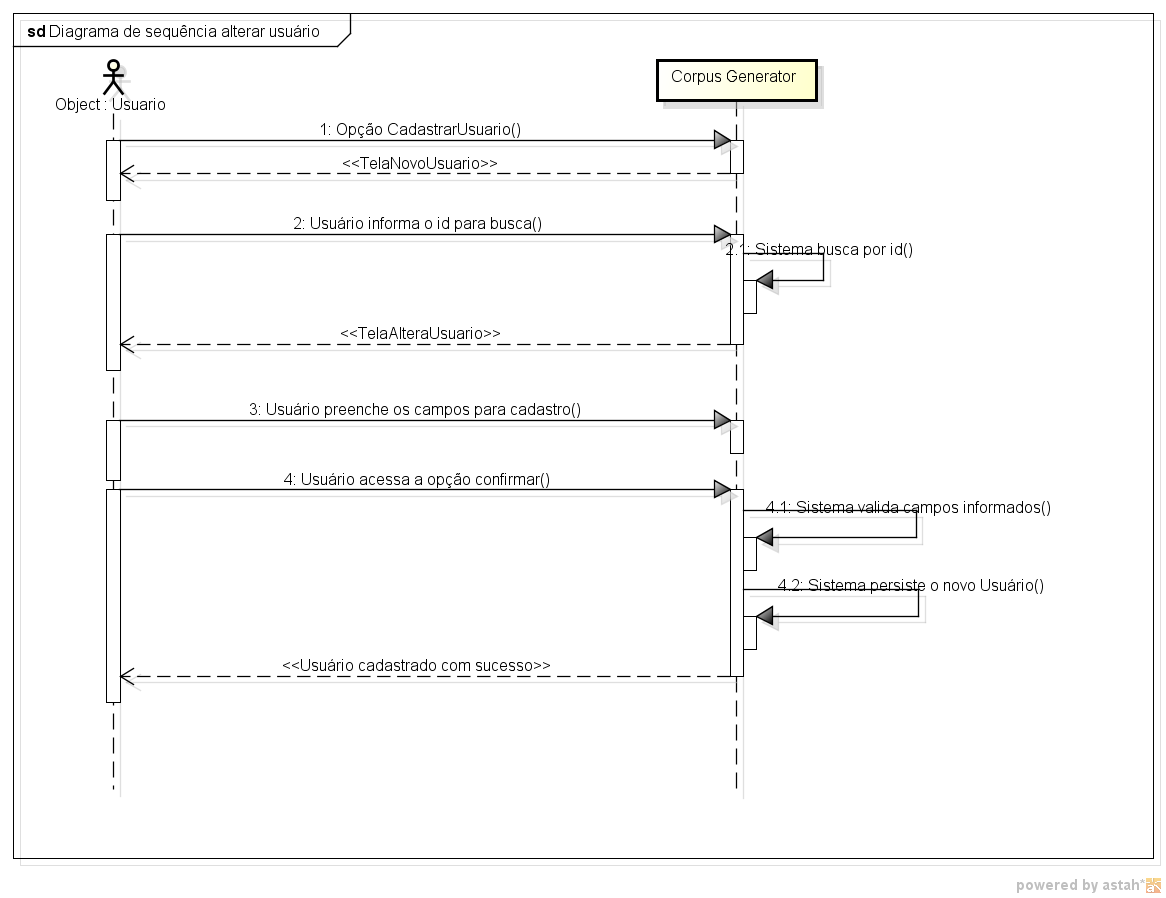 sd Diagrama de sequência alterar usuário
Object : Usuario
Corpus Generator
1: Opção CadastrarUsuario()
<<TelaNovoUsuario>>
2: Usuário informa o id para busca()
2.1: Sistema busca por id()
<<TelaAlteraUsuario>>
3: Usuário preenche os campos para cadastro()
4: Usuário acessa a opção confirmar()
4.1: Sistema valida campos informados()
4.2: Sistema persiste o novo Usuário()
<<Usuário cadastrado com sucesso>>
powered by astah*